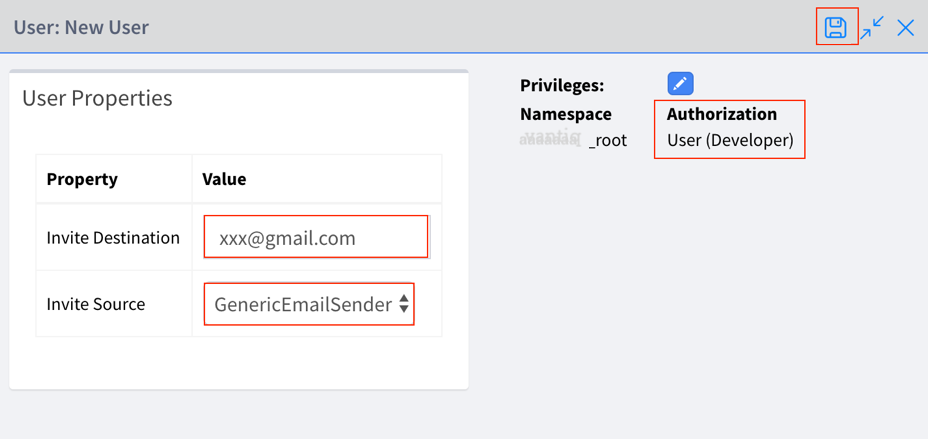 User: New User
User Properties
Property Value
Invite Destination xxx@gmail.com
Invite Source GenericEmailSender
Privileges:
Namespace Authorization
_root User (Developer)